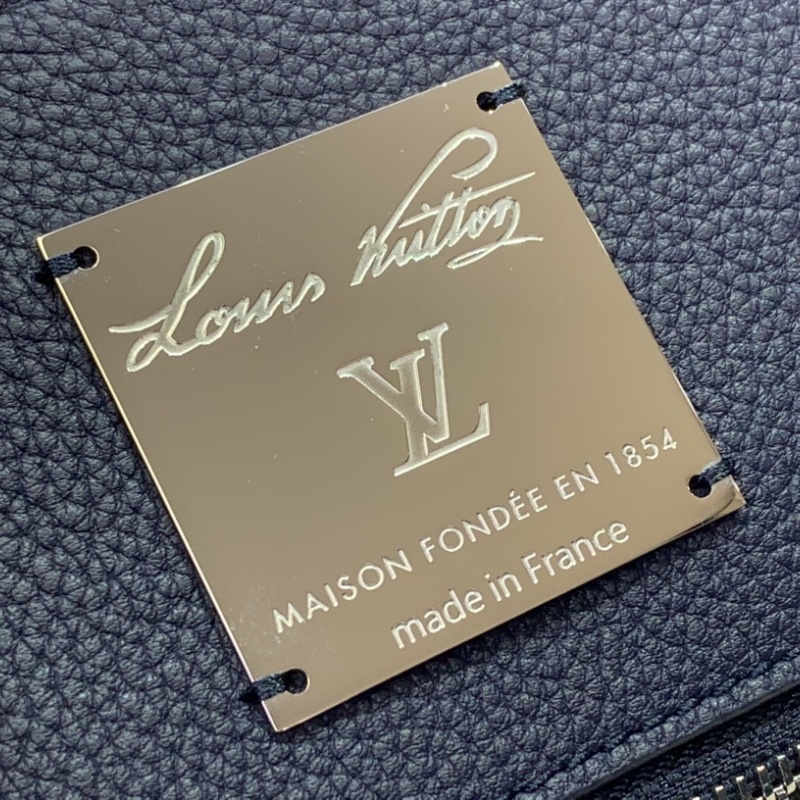 Louis Vuitton
LV
MAISON FONDÉE EN 1854
made in France